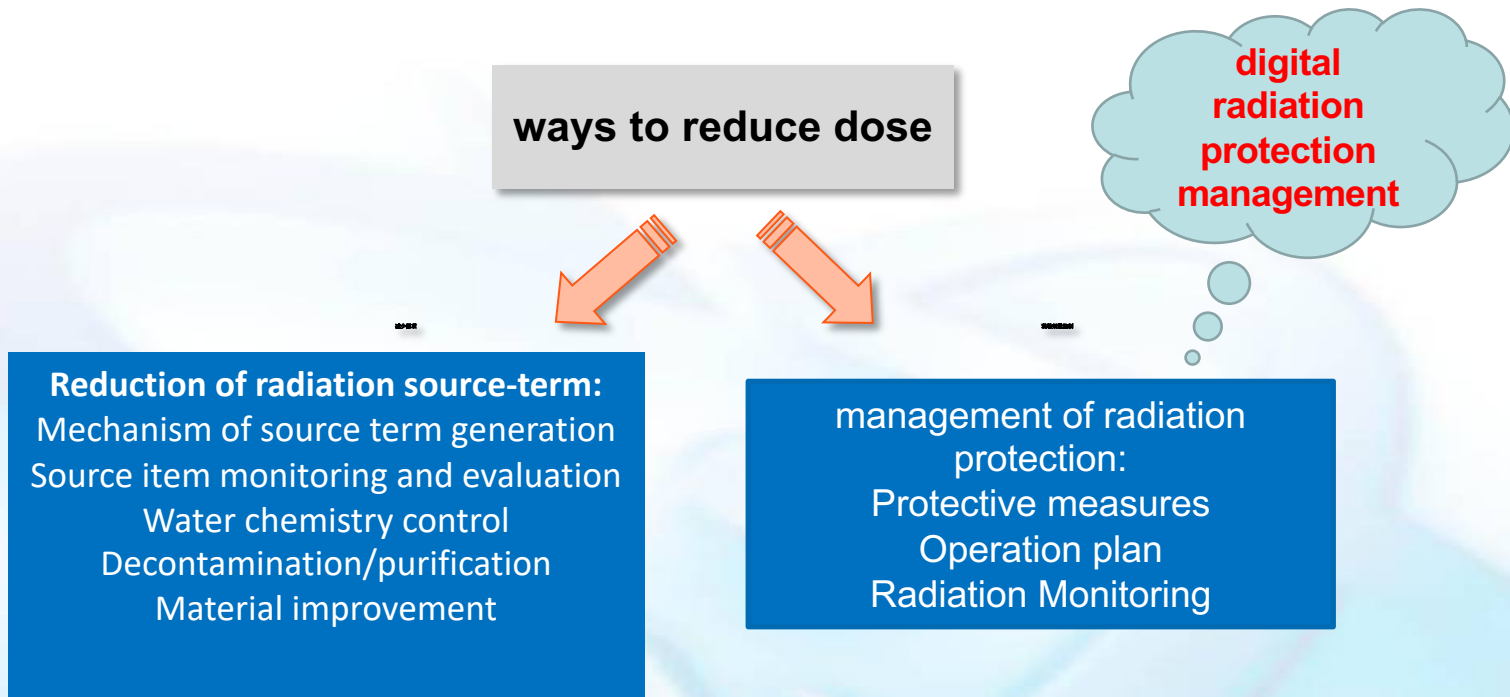 ways to reduce dose
digital
radiation
protection
management
Reduction of radiation source-term:
Mechanism of source term generation
Source item monitoring and evaluation
Water chemistry control
Decontamination/purification
Material improvement
management of radiation
protection:
Protective measures
Operation plan
Radiation Monitoring